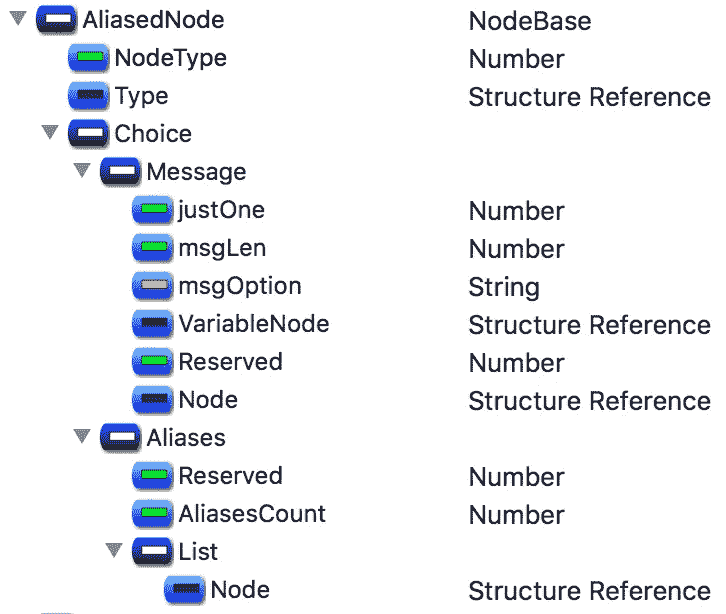 AliasedNode NodeBase
NodeType Number
Type Structure Reference
Choice
Message
justOne Number
msgLen Number
msgOption String
VariableNode Structure Reference
Reserved Number
Node Structure Reference
Aliases
Reserved Number
AliasesCount Number
List
Node Structure Reference